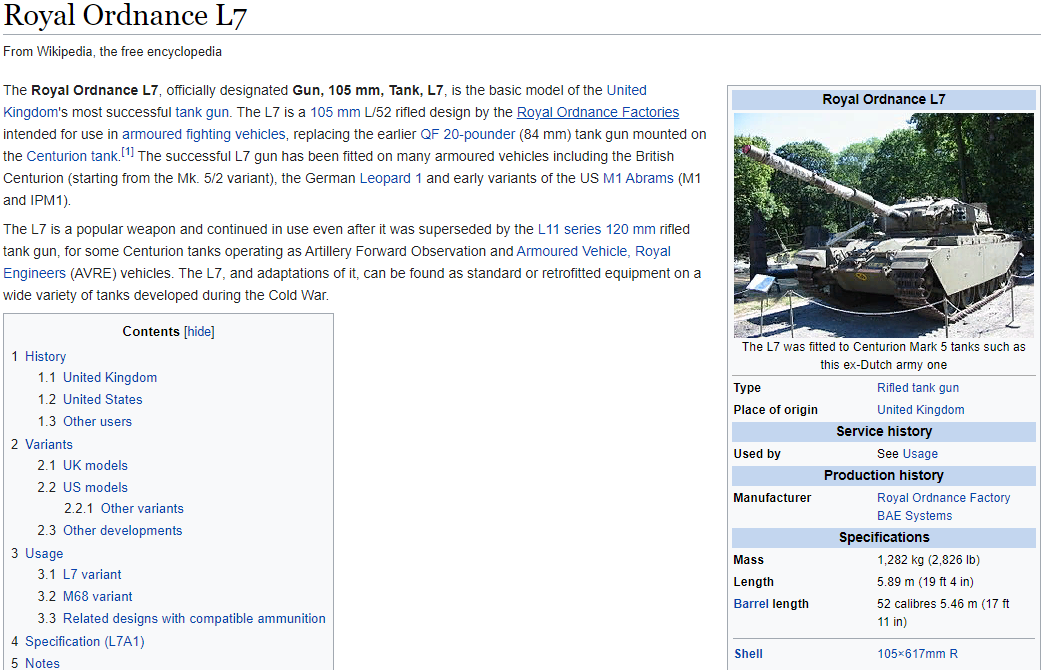 Royal Ordnance L7
From Wikipedia, the free encyclopedia
The Royal Ordnance L7, officially designated Gun, 105 mm, Tank, L7, is the basic model of the United
Kingdom's most successful tank gun. The L7 is a 105 mm L/52 rifled design by the Royal Ordnance Factories
intended for use in armoured fighting vehicles, replacing the earlier QF 20-pounder (84 mm) tank gun mounted on
the Centurion tank.[1] The successful L7 gun has been fitted on many armoured vehicles including the British
Centurion (starting from the Mk. 5/2 variant), the German Leopard 1 and early variants of the US M1 Abrams (M1
and IPM1).
The L7 is a popular weapon and continued in use even after it was superseded by the L11 series 120 mm rifled
tank gun, for some Centurion tanks operating as Artillery Forward Observation and Armoured Vehicle, Royal
Engineers (AVRE) vehicles. The L7, and adaptations of it, can be found as standard or retrofitted equipment on a
wide variety of tanks developed during the Cold War.
Contents [hide]
1 History
1.1 United Kingdom
1.2 United States
1.3 Other users
2 Variants
2.1 UK models
2.2 US models
2.2.1 Other variants
2.3 Other developments
3 Usage
3.1 L7 variant
3.2 M68 variant
3.3 Related designs with compatible ammunition
4 Specification (L7A1)
5 Notes
Royal Ordnance L7
The L7 was fitted to Centurion Mark 5 tanks such as
this ex-Dutch army one
Type Rifled tank gun
Place of origin United Kingdom
Service history
Used by See Usage
Production history
Manufacturer Royal Ordnance Factory
BAE Systems
Specifications
Mass 1,282 kg (2,826 lb)
Length 5.89 m (19 ft 4 in)
Barrel length 52 calibres 5.46 m (17 ft
11 in)
Shell 105×617mm R